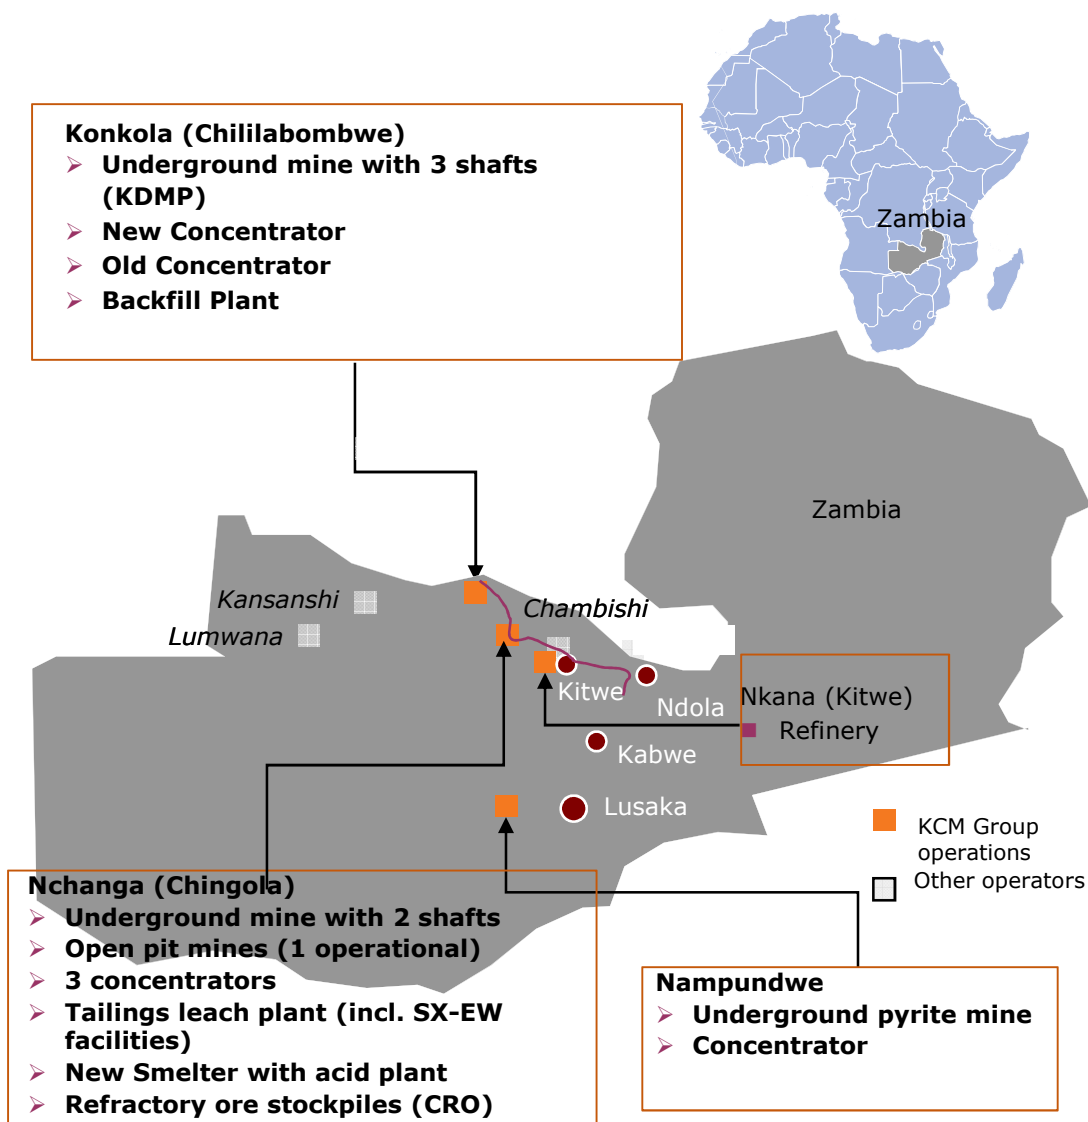 Konkola (Chililabombwe)
➢ Underground mine with 3 shafts
(KDMP)
➢ New Concentrator
➢ Old Concentrator
➢ Backfill Plant
Zambia
Zambia
Kansanshi
Lumwana
Chambishi
Kitwe
Ndola
Nkana (Kitwe)
Refinery
Kabwe
Lusaka
KCM Group
operations
Other operators
Nchanga (Chingola)
➢ Underground mine with 2 shafts
➢ Open pit mines (1 operational)
➢ 3 concentrators
➢ Tailings leach plant (incl. SX-EW
facilities)
➢ New Smelter with acid plant
➢ Refractory ore stockpiles (CRO)
Nampundwe
➢ Underground pyrite mine
➢ Concentrator